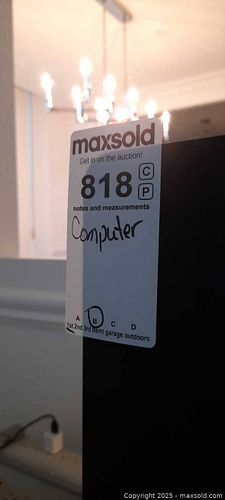 maxsold
Get in on the auction!
818 C
P
notes and measurements
Computer
A B C D
1st 2nd 3rd bsmt garage outdoors
Copyright © 2025 - maxsold.com